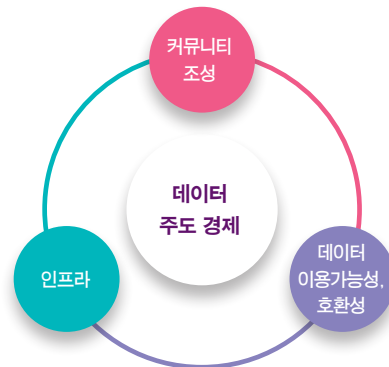 커뮤니티
조성
데이터
주도 경제
인프라
데이터
이용가능성,
호환성